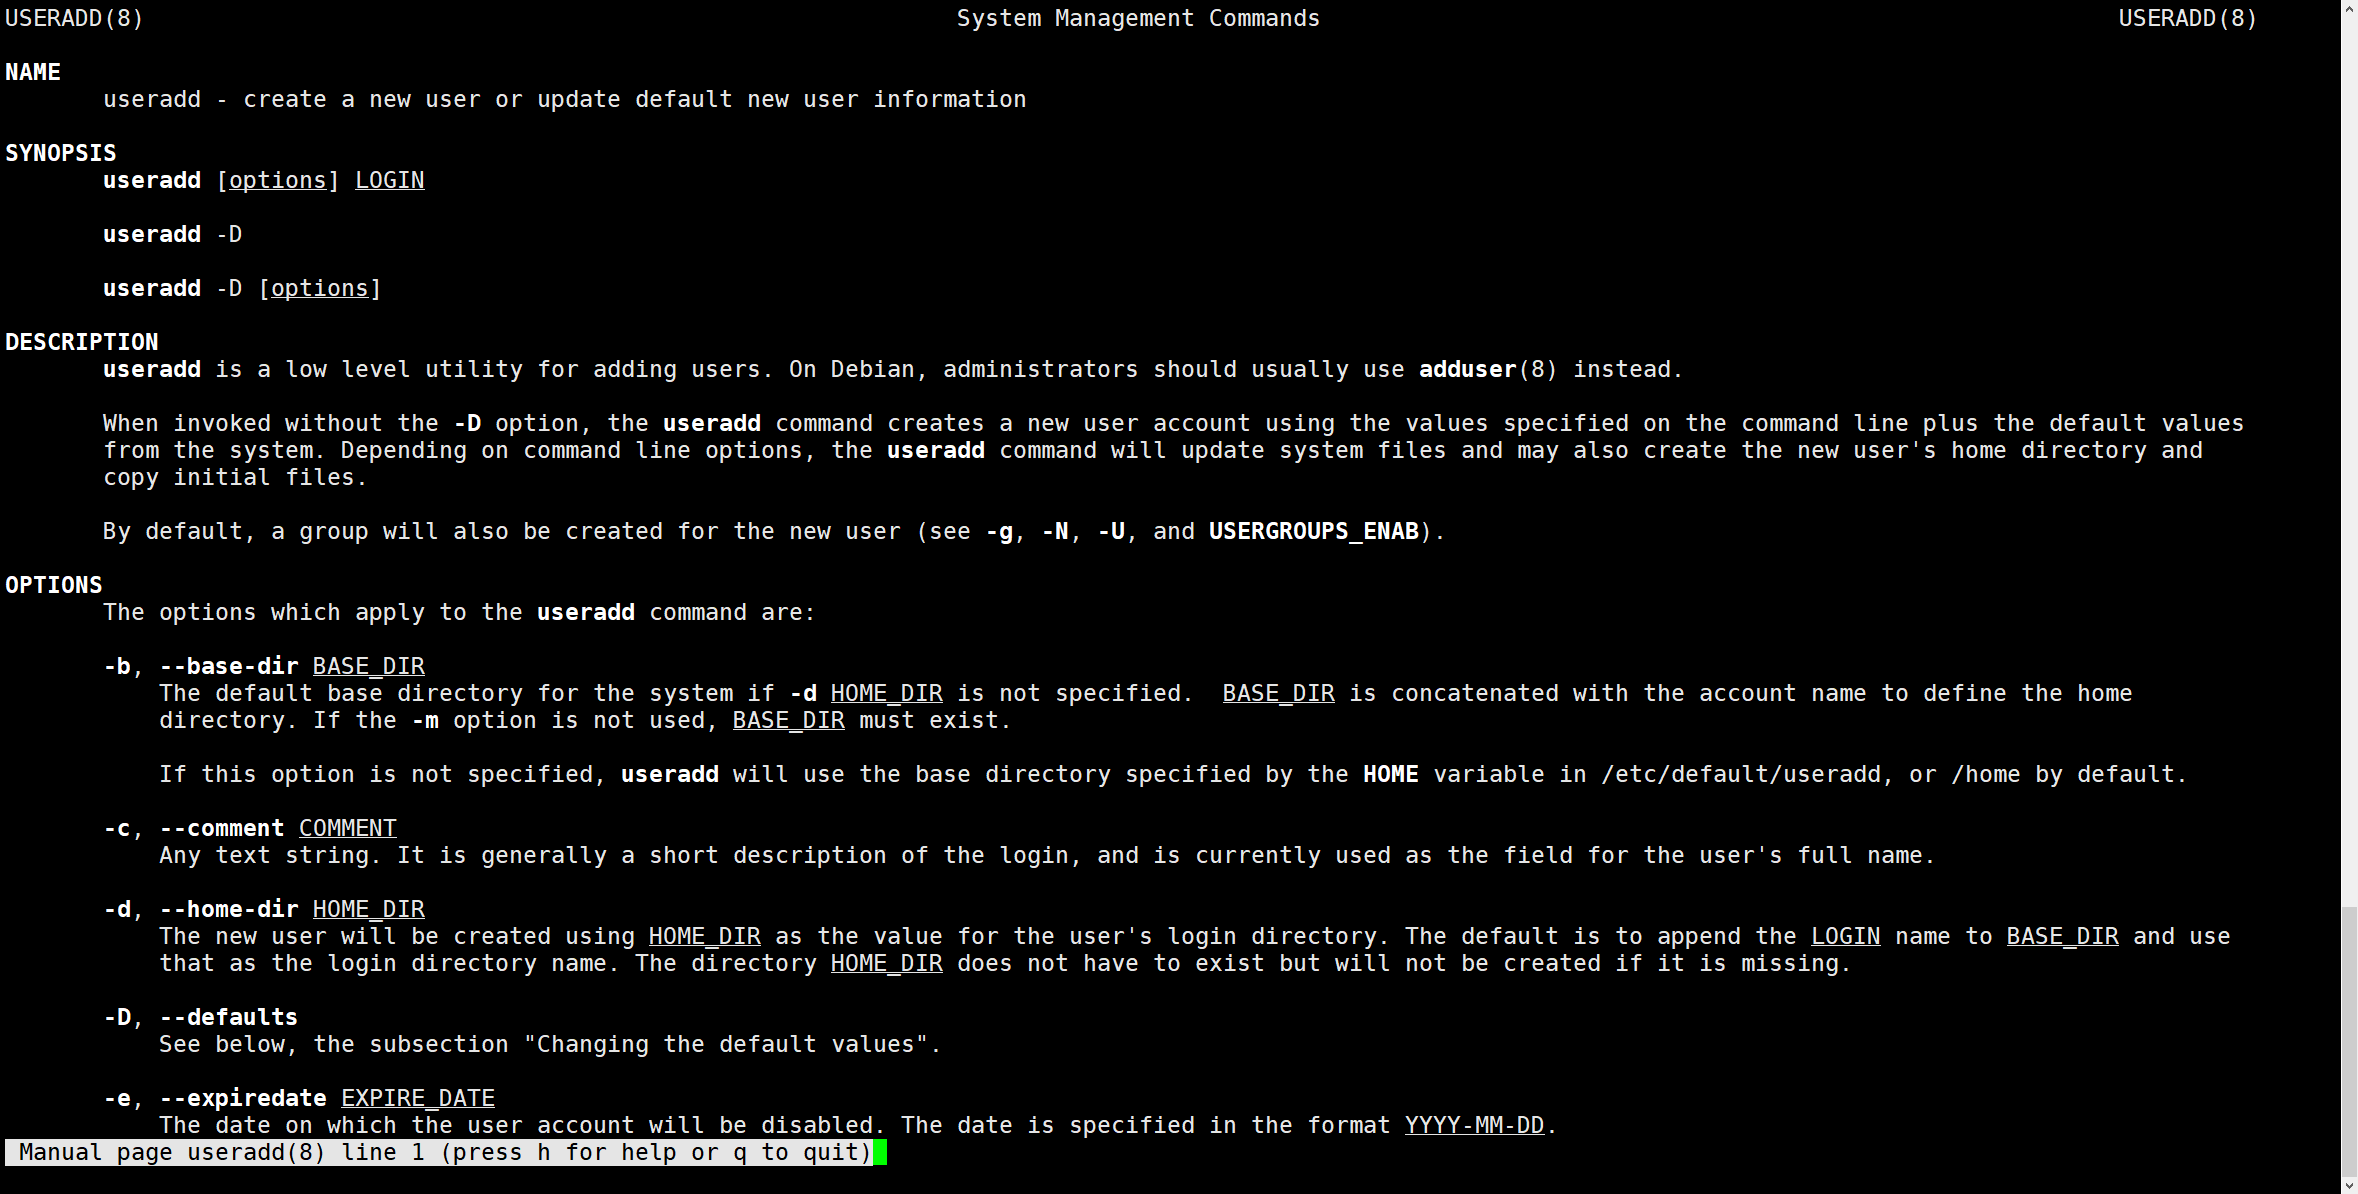 USERADD(8) System Management Commands USERADD(8)
NAME
useradd - create a new user or update default new user information
SYNOPSIS
useradd [options] LOGIN
useradd -D
useradd -D [options]
DESCRIPTION
useradd is a low level utility for adding users. On Debian, administrators should usually use adduser(8) instead.
When invoked without the -D option, the useradd command creates a new user account using the values specified on the command line plus the default values
from the system. Depending on command line options, the useradd command will update system files and may also create the new user's home directory and
copy initial files.
By default, a group will also be created for the new user (see -g, -N, -U, and USERGROUPS_ENAB).
OPTIONS
The options which apply to the useradd command are:
-b, --base-dir BASE_DIR
The default base directory for the system if -d HOME_DIR is not specified.  BASE_DIR is concatenated with the account name to define the home
directory. If the -m option is not used, BASE_DIR must exist.
If this option is not specified, useradd will use the base directory specified by the HOME variable in /etc/default/useradd, or /home by default.
-c, --comment COMMENT
Any text string. It is generally a short description of the login, and is currently used as the field for the user's full name.
-d, --home-dir HOME_DIR
The new user will be created using HOME_DIR as the value for the user's login directory. The default is to append the LOGIN name to BASE_DIR and use
that as the login directory name. The directory HOME_DIR does not have to exist but will not be created if it is missing.
-D, --defaults
See below, the subsection "Changing the default values".
-e, --expiredate EXPIRE_DATE
The date on which the user account will be disabled. The date is specified in the format YYYY-MM-DD.
Manual page useradd(8) line 1 (press h for help or q to quit)